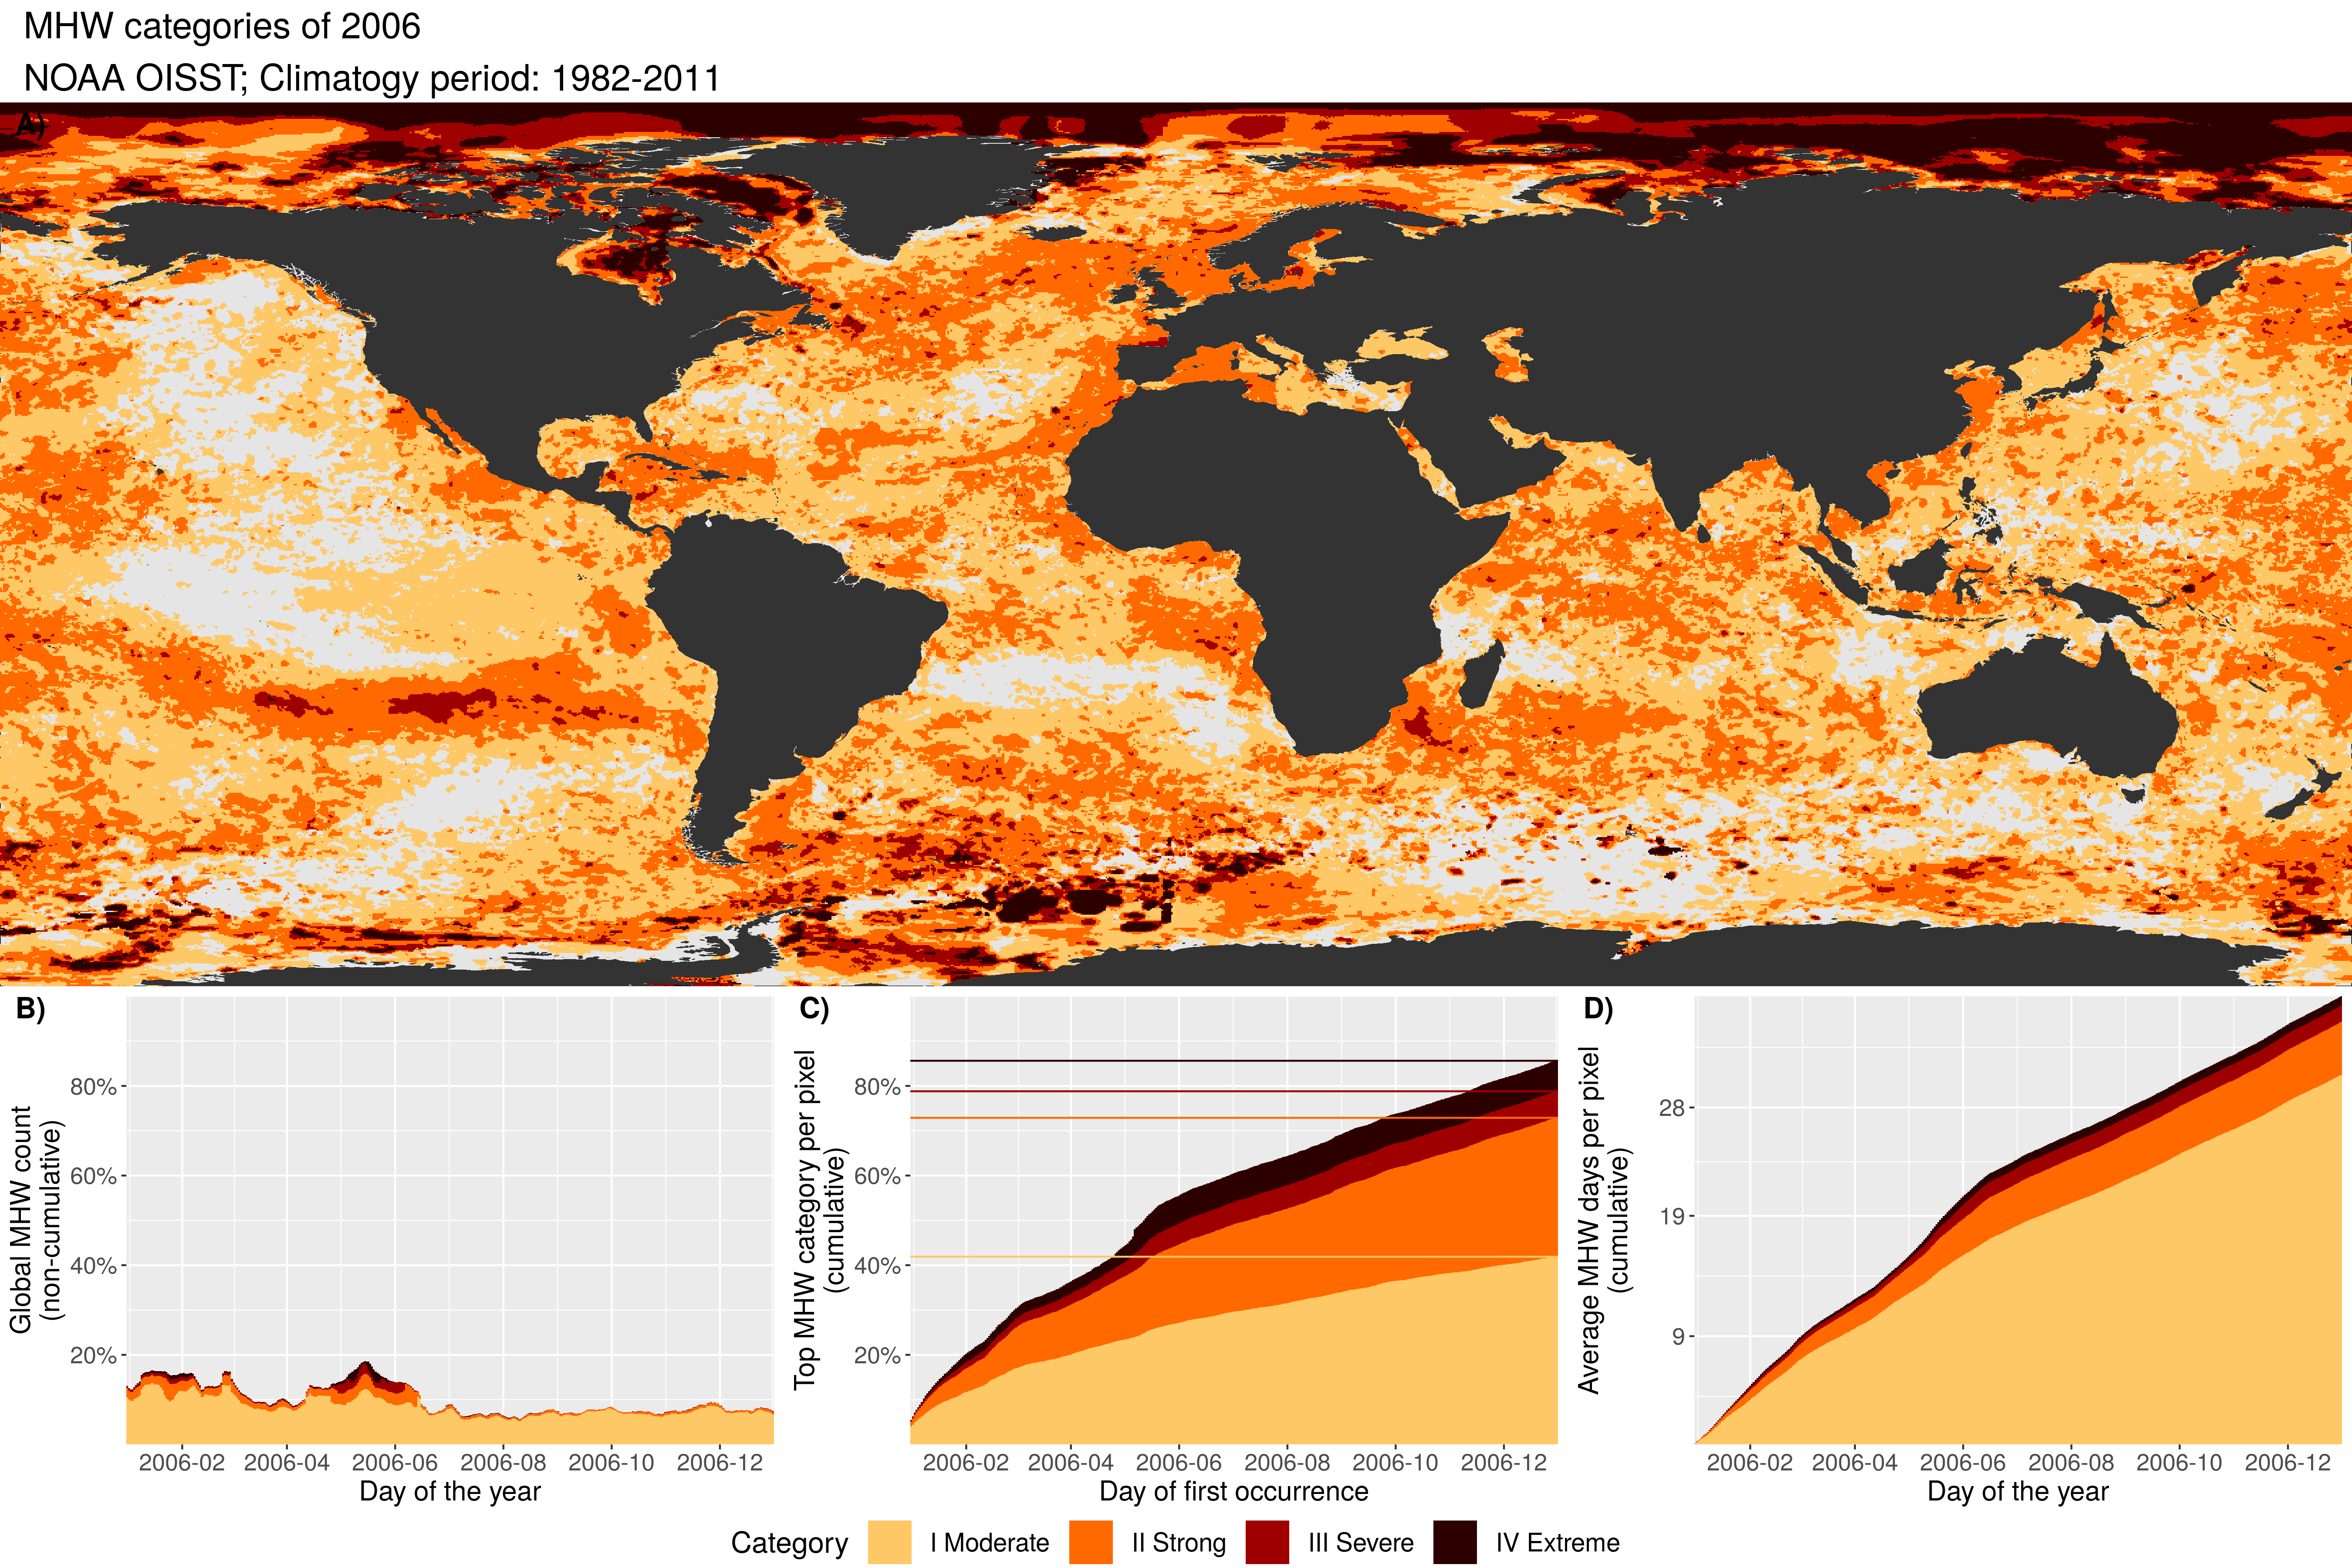 MHW categories of 2006
NOAA OISST; Climatogy period: 1982-2011
A)
B)
Global MHW count
(non-cumulative)
80%
60%
40%
20%
2006-02 2006-04 2006-06 2006-08 2006-10 2006-12
Day of the year
C)
Top MHW category per pixel
(cumulative)
80%
60%
40%
20%
2006-02 2006-04 2006-06 2006-08 2006-10 2006-12
Day of first occurrence
D)
Average MHW days per pixel
(cumulative)
28
19
9
2006-02 2006-04 2006-06 2006-08 2006-10 2006-12
Day of the year
Category I Moderate II Strong III Severe IV Extreme